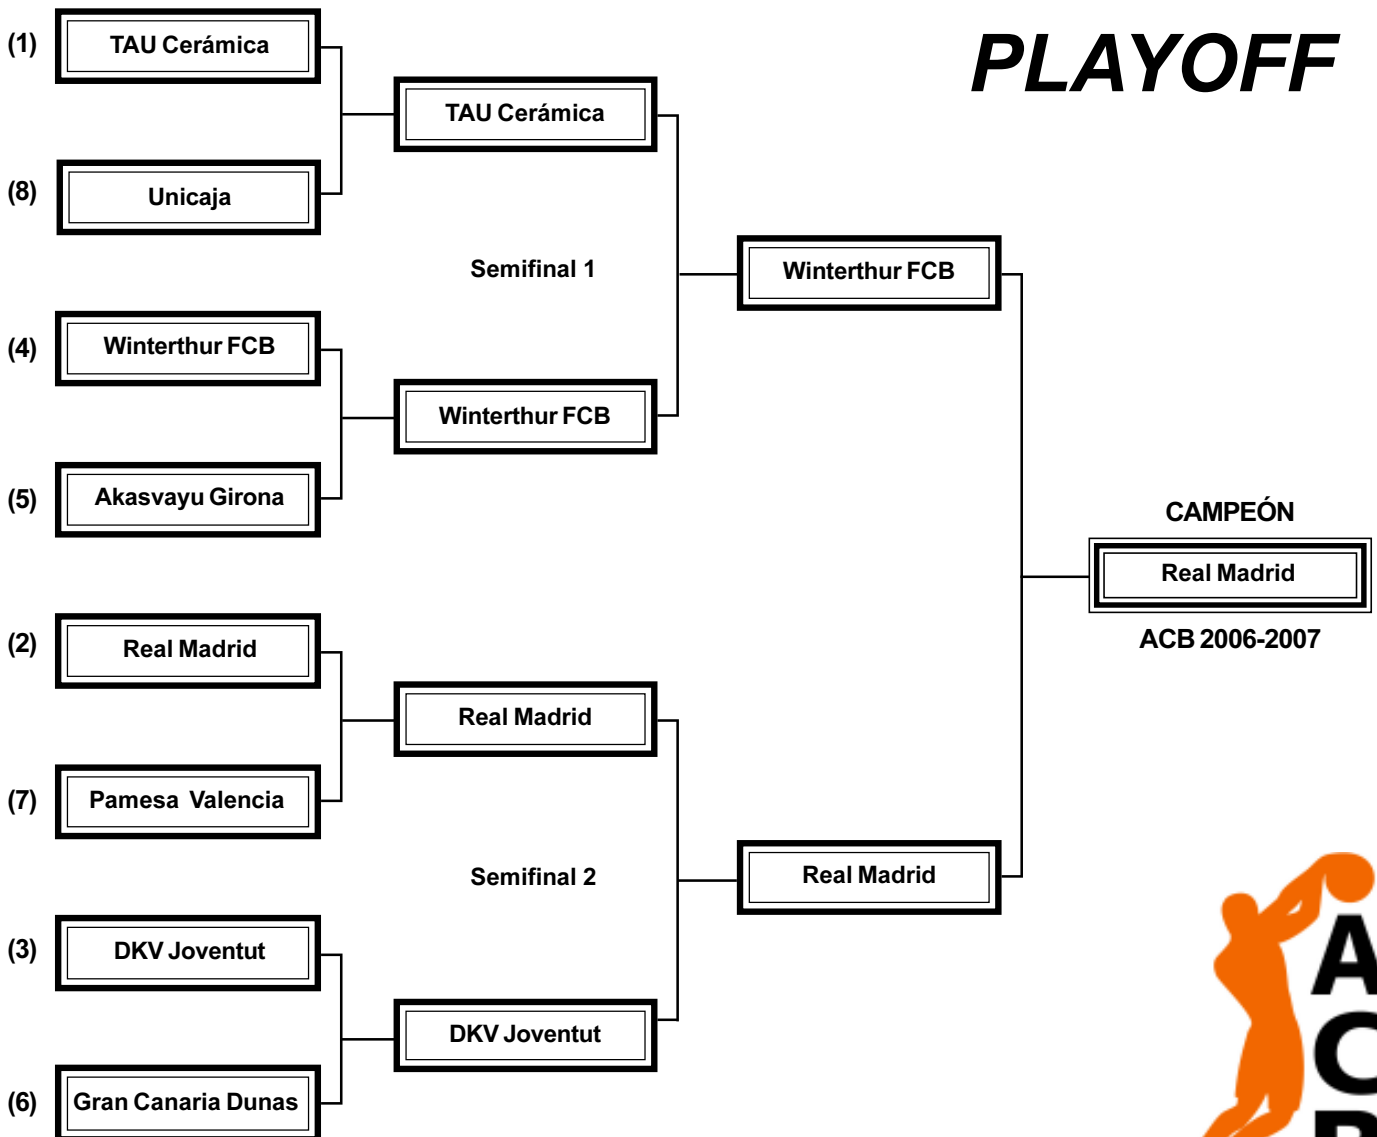 PLAYOFF
(1) TAU Cerámica
TAU Cerámica
(8) Unicaja
Semifinal 1
Winterthur FCB
(4) Winterthur FCB
Winterthur FCB
(5) Akasvayu Girona
CAMPEÓN
Real Madrid
ACB 2006-2007
(2) Real Madrid
Real Madrid
(7) Pamesa Valencia
Semifinal 2
Real Madrid
(3) DKV Joventut
DKV Joventut
(6) Gran Canaria Dunas
A
C
B